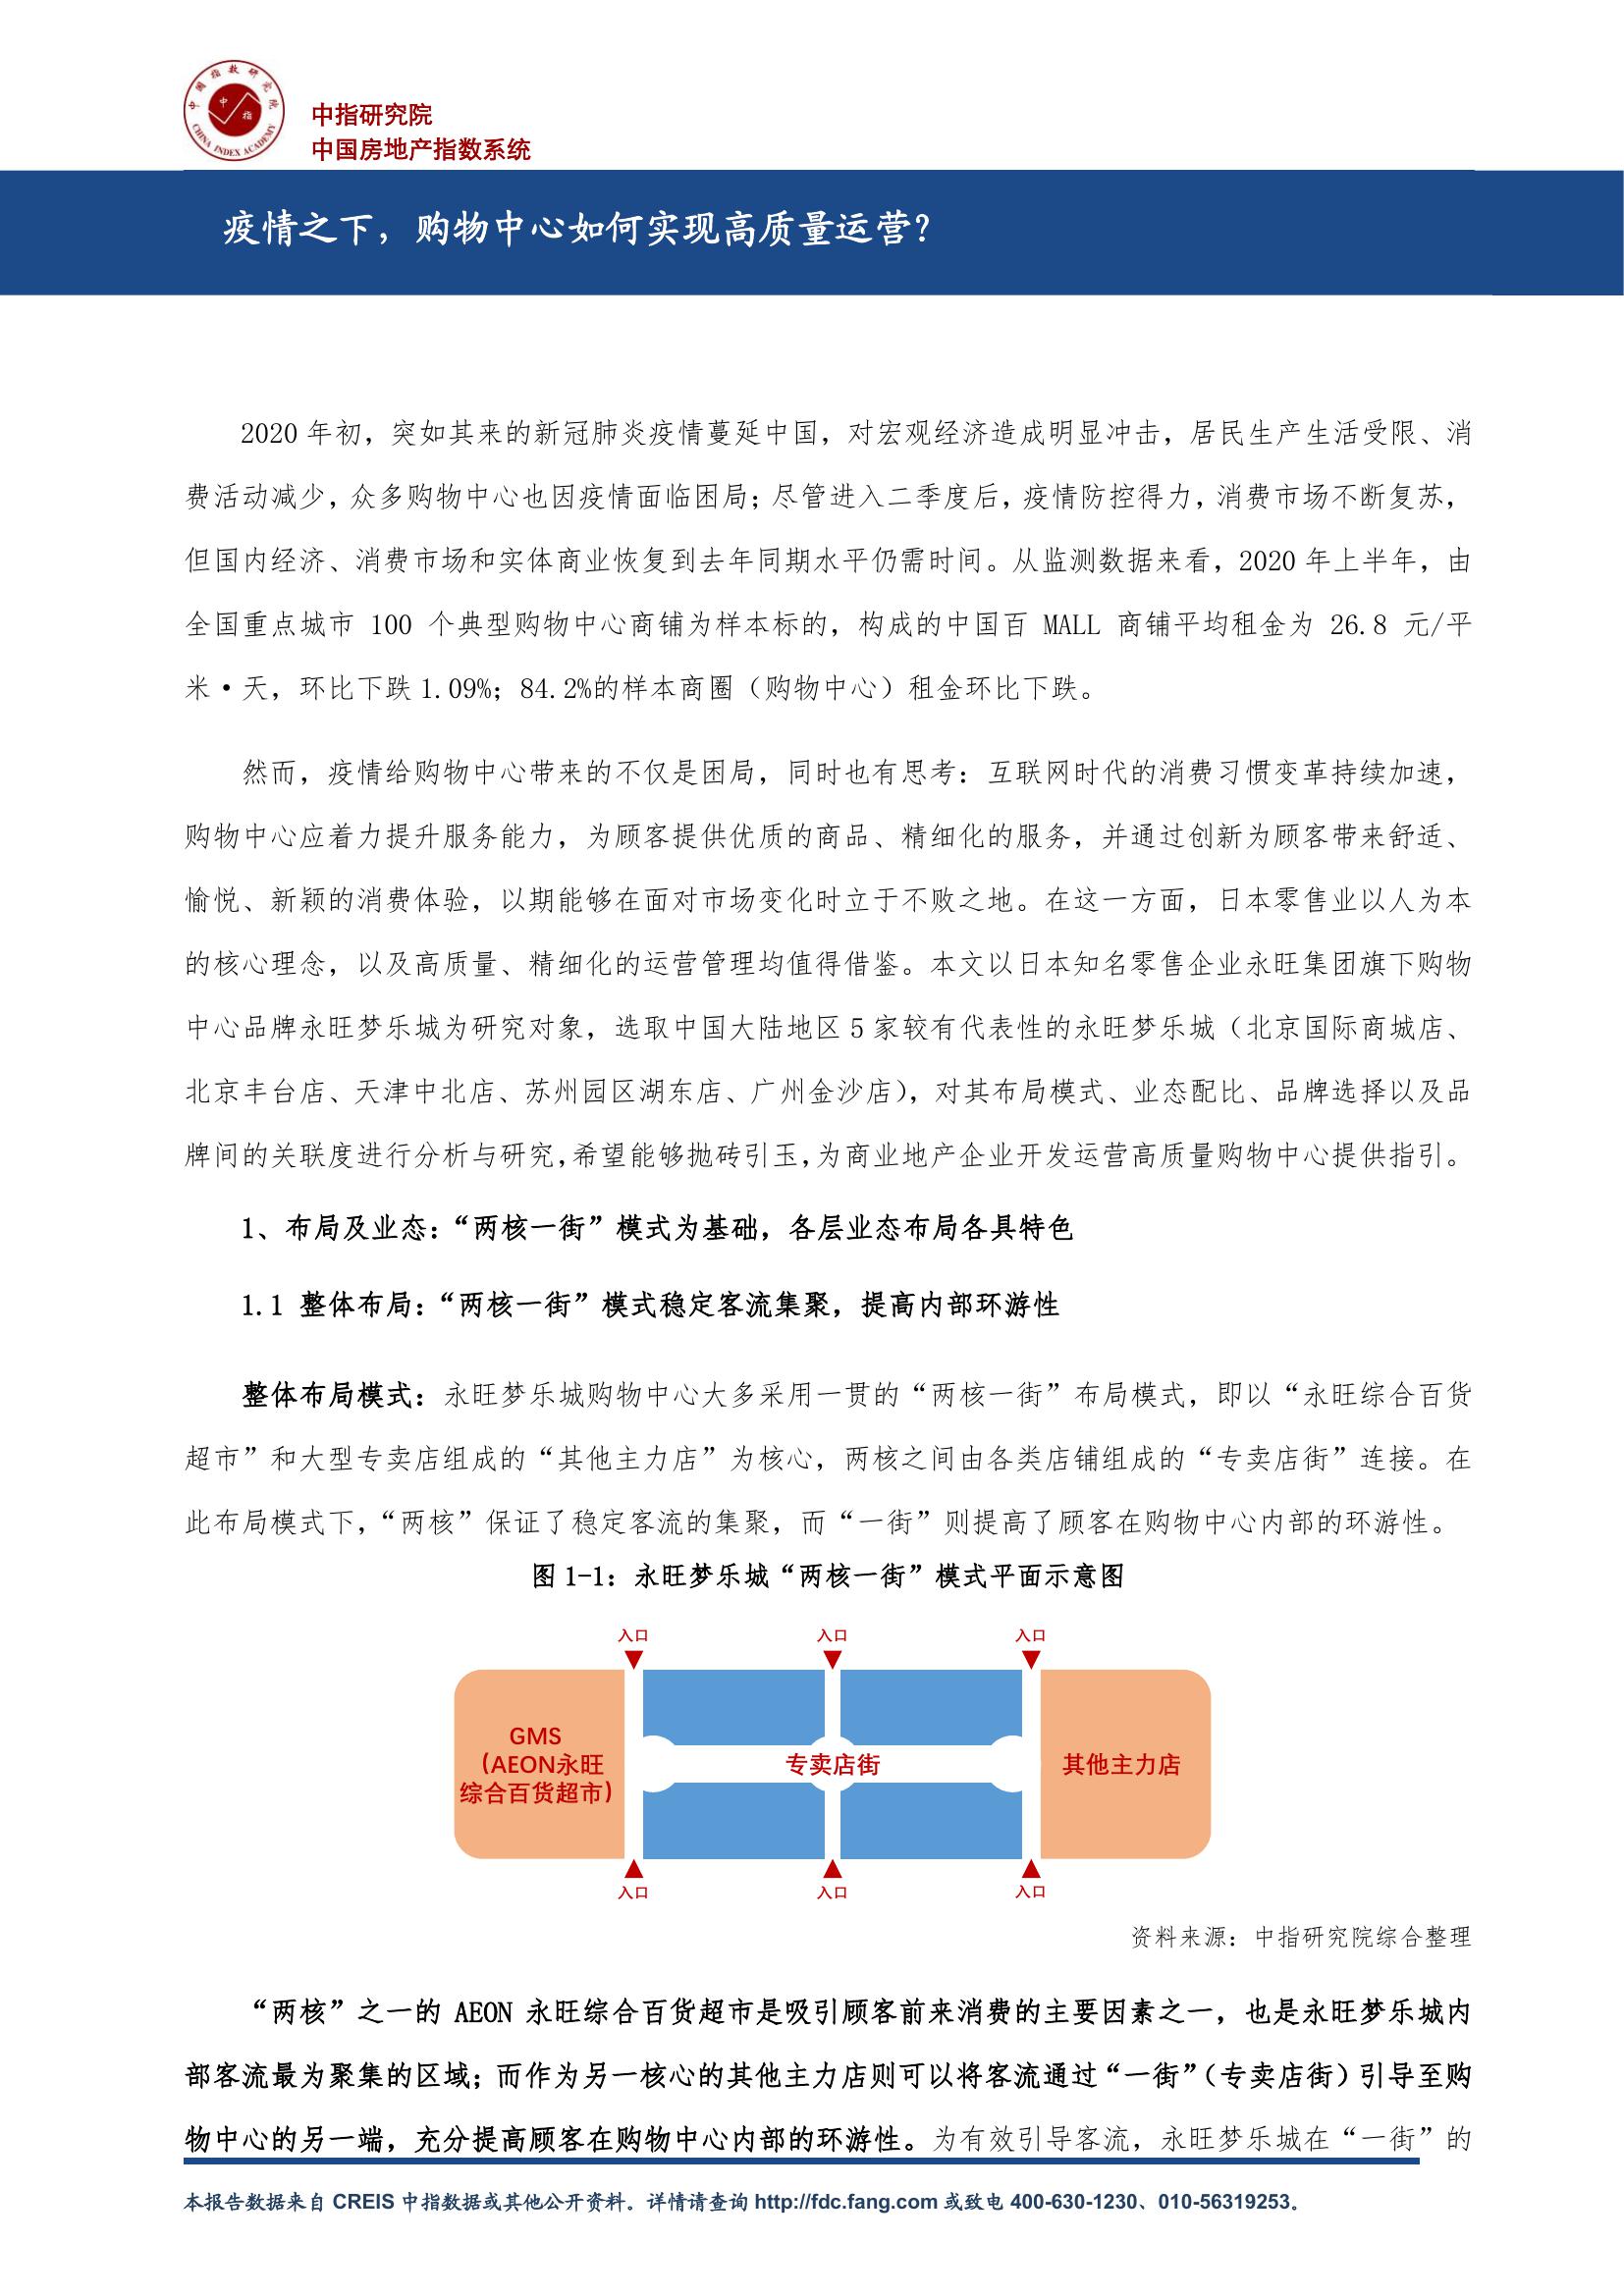 中国指数研究院
中 指
CHINA INDEX ACADEMY
中指研究院
中国房地产指数系统
疫情之下，购物中心如何实现高质量运营？
2020 年初，突如其来的新冠肺炎疫情蔓延中国，对宏观经济造成明显冲击，居民生产生活受限、消
费活动减少，众多购物中心也因疫情面临困局；尽管进入二季度后，疫情防控得力，消费市场不断复苏，
但国内经济、消费市场和实体商业恢复到去年同期水平仍需时间。从监测数据来看，2020 年上半年，由
全国重点城市 100 个典型购物中心商铺为样本标的，构成的中国百 MALL 商铺平均租金为 26.8 元/平
米·天，环比下跌 1.09%；84.2%的样本商圈（购物中心）租金环比下跌。
然而，疫情给购物中心带来的不仅是困局，同时也有思考：互联网时代的消费习惯变革持续加速，
购物中心应着力提升服务能力，为顾客提供优质的商品、精细化的服务，并通过创新为顾客带来舒适、
愉悦、新颖的消费体验，以期能够在面对市场变化时立于不败之地。在这一方面，日本零售业以人为本
的核心理念，以及高质量、精细化的运营管理均值得借鉴。本文以日本知名零售企业永旺集团旗下购物
中心品牌永旺梦乐城为研究对象，选取中国大陆地区 5 家较有代表性的永旺梦乐城（北京国际商城店、
北京丰台店、天津中北店、苏州园区湖东店、广州金沙店），对其布局模式、业态配比、品牌选择以及品
牌间的关联度进行分析与研究，希望能够抛砖引玉，为商业地产企业开发运营高质量购物中心提供指引。
1、布局及业态：“两核一街”模式为基础，各层业态布局各具特色
1.1 整体布局：“两核一街”模式稳定客流集聚，提高内部环游性
整体布局模式：永旺梦乐城购物中心大多采用一贯的“两核一街”布局模式，即以“永旺综合百货
超市”和大型专卖店组成的“其他主力店”为核心，两核之间由各类店铺组成的“专卖店街”连接。在
此布局模式下，“两核”保证了稳定客流的集聚，而“一街”则提高了顾客在购物中心内部的环游性。
图 1-1：永旺梦乐城“两核一街”模式平面示意图
入口 入口 入口
GMS
（AEON永旺
综合百货超市）
专卖店街
其他主力店
入口 入口 入口
资料来源：中指研究院综合整理
“两核”之一的 AEON 永旺综合百货超市是吸引顾客前来消费的主要因素之一，也是永旺梦乐城内
部客流最为聚集的区域；而作为另一核心的其他主力店则可以将客流通过“一街”（专卖店街）引导至购
物中心的另一端，充分提高顾客在购物中心内部的环游性。为有效引导客流，永旺梦乐城在“一街”的
本报告数据来自 CREIS 中指数据或其他公开资料。详情请查询 http://fdc.fang.com 或致电 400-630-1230、010-56319253。